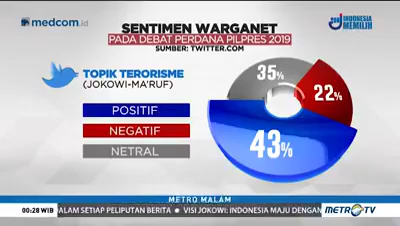 medcom.id
SENTIMEN WARGANET
PADA DEBAT PERDANA PILPRES 2019
SUMBER: TWITTER.COM
INDONESIA
MEMILIH
TOPIK TERORISME
(JOKOWI-MA'RUF)
POSITIF
NEGATIF
NETRAL
35%
22%
43%
METRO MALAM
00:28 WIB
DALAM SETIAP PELIPUTAN BERITA • VISI JOKOWI: INDONESIA MAJU DENGAN
METRO TV